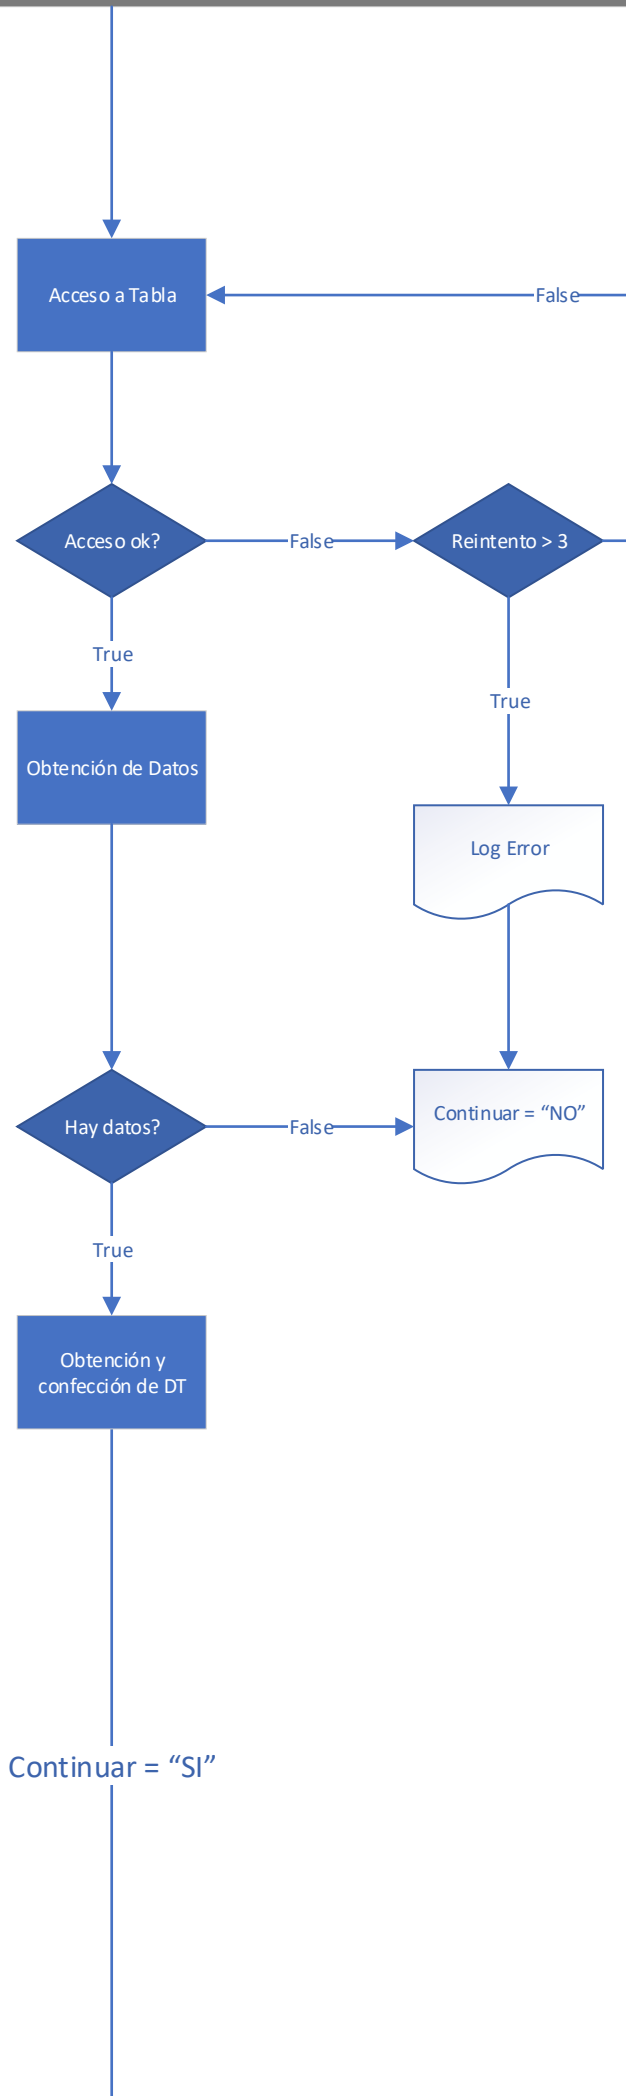 Acceso a Tabla
False
Acceso ok?
False
Reintento > 3
True
True
Obtención de Datos
Log Error
Hay datos?
False
Continuar = “NO”
True
Obtención y
confección de DT
Continuar = “SI”